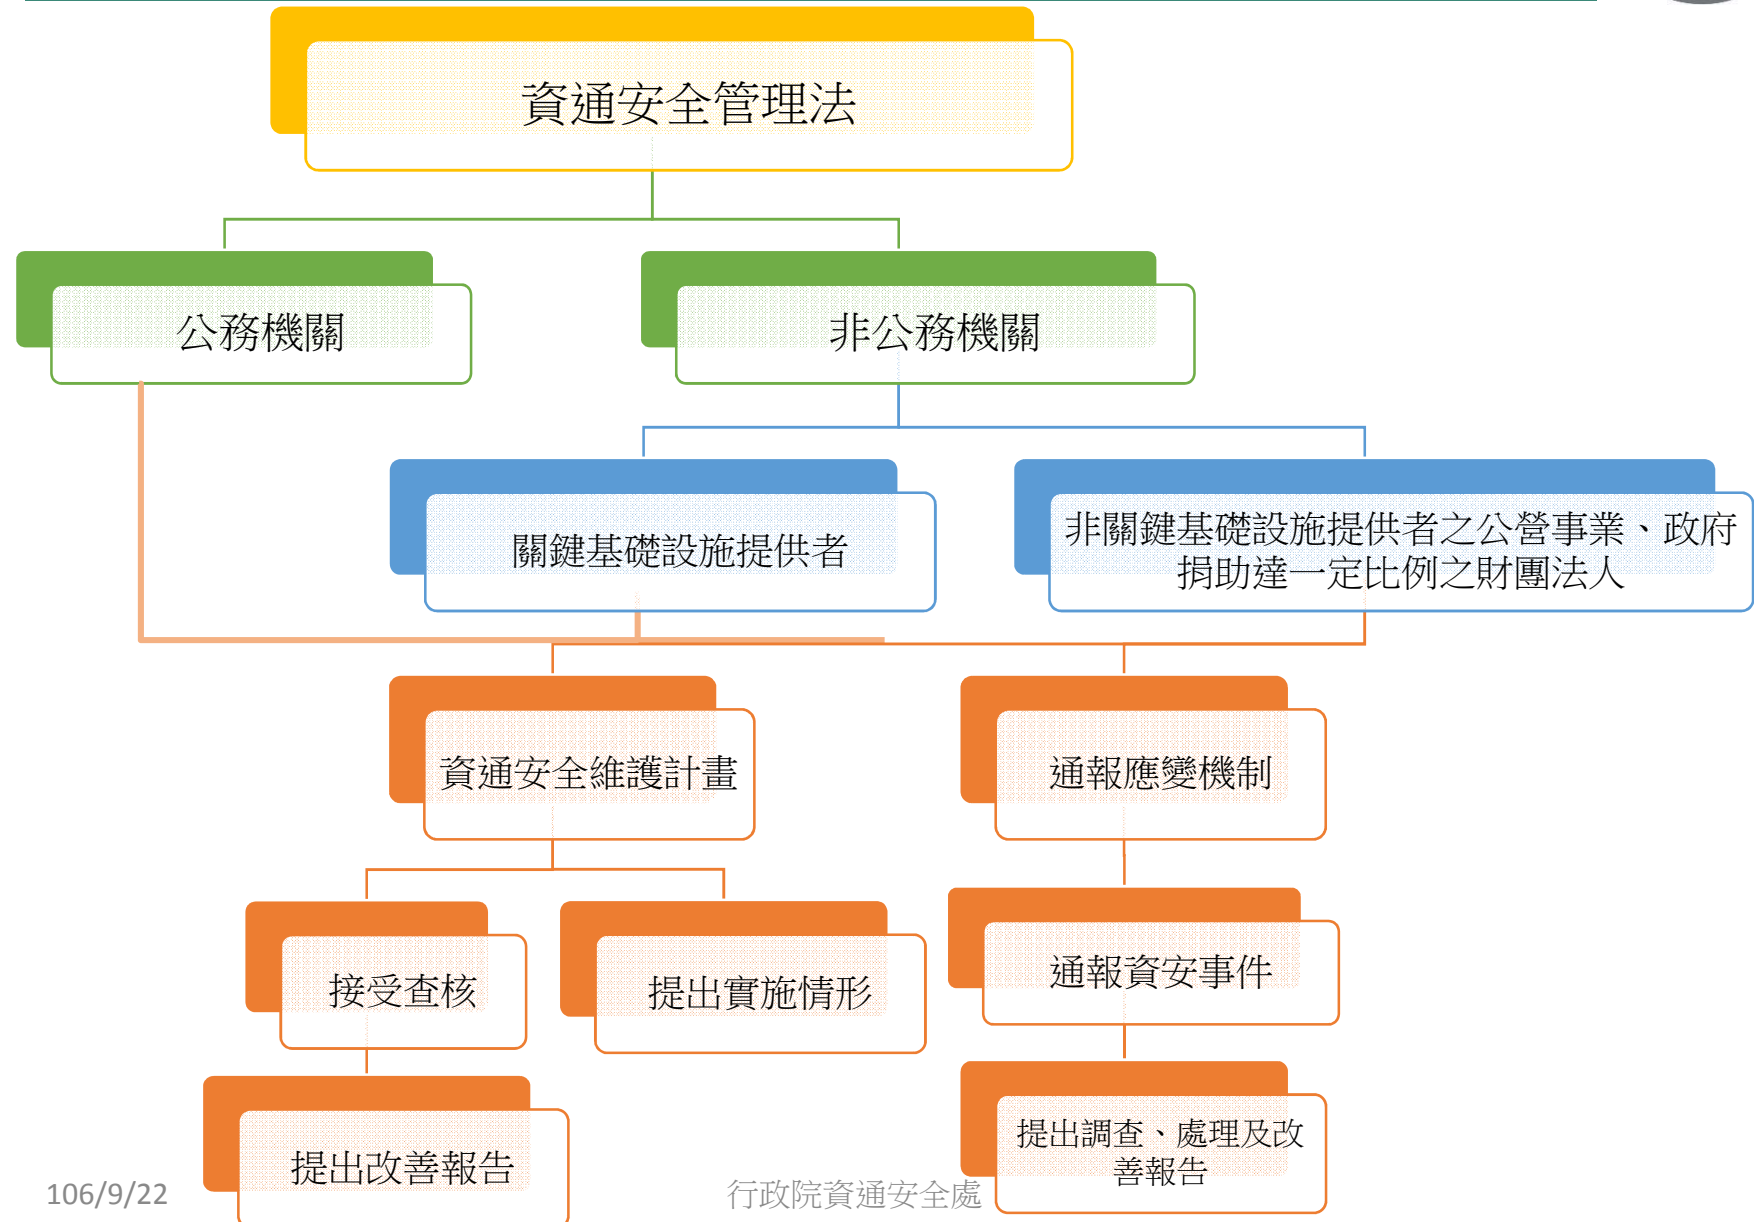 資通安全管理法
公務機關
非公務機關
關鍵基礎設施提供者
非關鍵基礎設施提供者之公營事業、政府
捐助達一定比例之財團法人
資通安全維護計畫
通報應變機制
接受查核
提出實施情形
通報資安事件
提出改善報告
提出調查、處理及改
善報告
106/9/22
行政院資通安全處